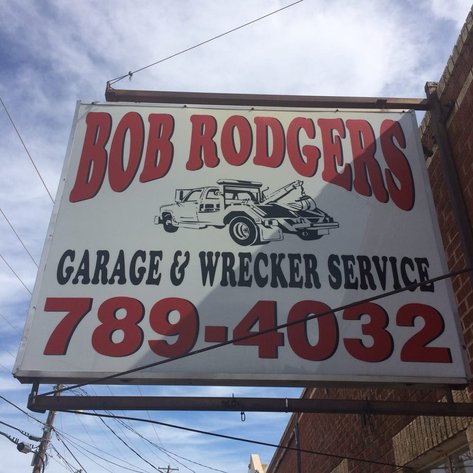 BOB RODGERS
GARAGE & WRECKER SERVICE
789-4032